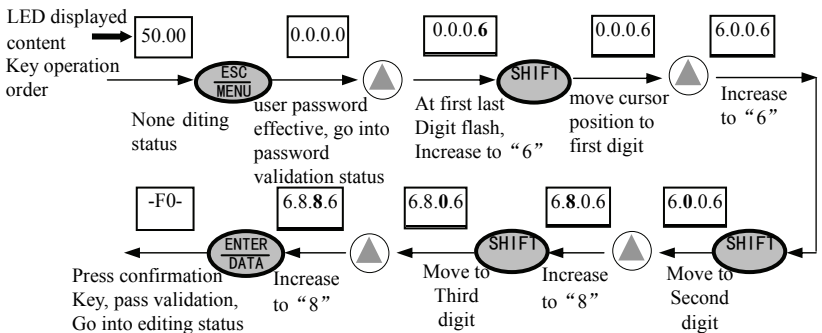 LED displayed
content
Key operation
order
50.00
0.0.0.0
0.0.0.6
0.0.0.6
6.0.0.6
ESC
MENU
SHIFT
None diting
status
user password
effective, go into
password
validation status
At first last
Digit flash,
Increase to “6”
move cursor
position to
first digit
Increase
to “6”
-F0-
6.8.8.6
6.8.0.6
6.8.0.6
6.0.0.6
ENTER
DATA
SHIFT
SHIFT
Press confirmation
Key, pass validation,
Go into editing status
Increase
to “8”
Move to
Third
digit
Increase
to “8”
Move to
Second
digit